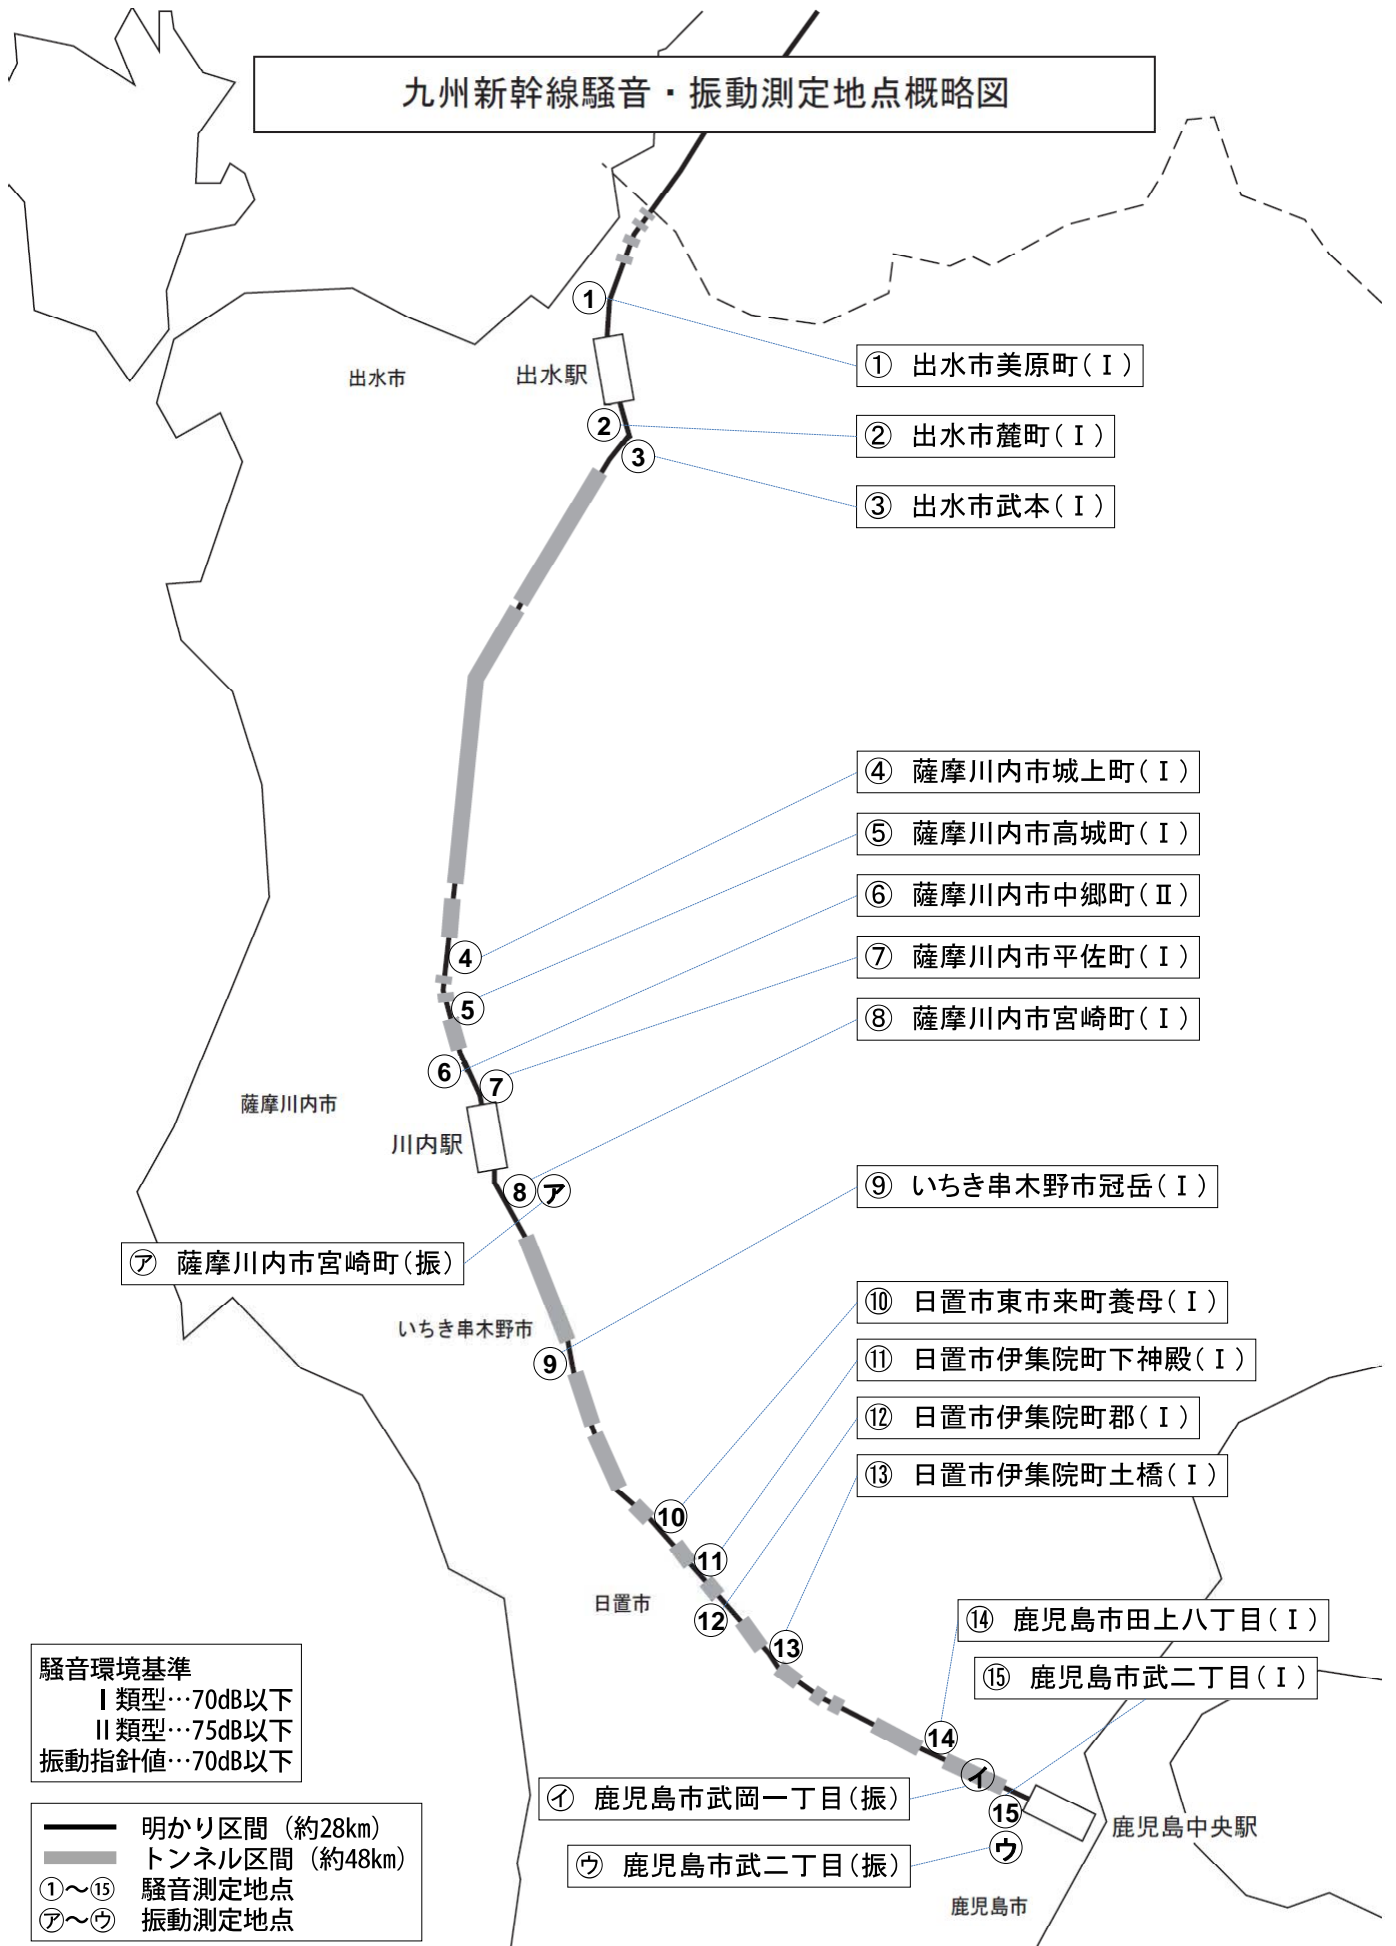 九州新幹線騒音・振動測定地点概略図
1
① 出水市美原町(Ⅰ)
出水市
出水駅
2
② 出水市麓町(Ⅰ)
3
③ 出水市武本(Ⅰ)
④ 薩摩川内市城上町(Ⅰ)
⑤ 薩摩川内市高城町(Ⅰ)
⑥ 薩摩川内市中郷町(Ⅱ)
4
⑦ 薩摩川内市平佐町(Ⅰ)
5
⑧ 薩摩川内市宮崎町(Ⅰ)
6
7
薩摩川内市
川内駅
8
㋐
⑨ いちき串木野市冠岳(Ⅰ)
㋐ 薩摩川内市宮崎町(振)
⑩ 日置市東市来町養母(Ⅰ)
いちき串木野市
9
⑪ 日置市伊集院町下神殿(Ⅰ)
⑫ 日置市伊集院町郡(Ⅰ)
⑬ 日置市伊集院町土橋(Ⅰ)
10
11
日置市
12
13
⑭ 鹿児島市田上八丁目(Ⅰ)
⑮ 鹿児島市武二丁目(Ⅰ)
14
㋑
㋑ 鹿児島市武岡一丁目(振)
15
鹿児島中央駅
㋒
㋒ 鹿児島市武二丁目(振)
鹿児島市
騒音環境基準
Ⅰ類型…70dB以下
Ⅱ類型…75dB以下
振動指針値…70dB以下
明かり区間(約28km)
トンネル区間(約48km)
①～⑮ 騒音測定地点
㋐～㋒ 振動測定地点